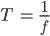 T = 1/f